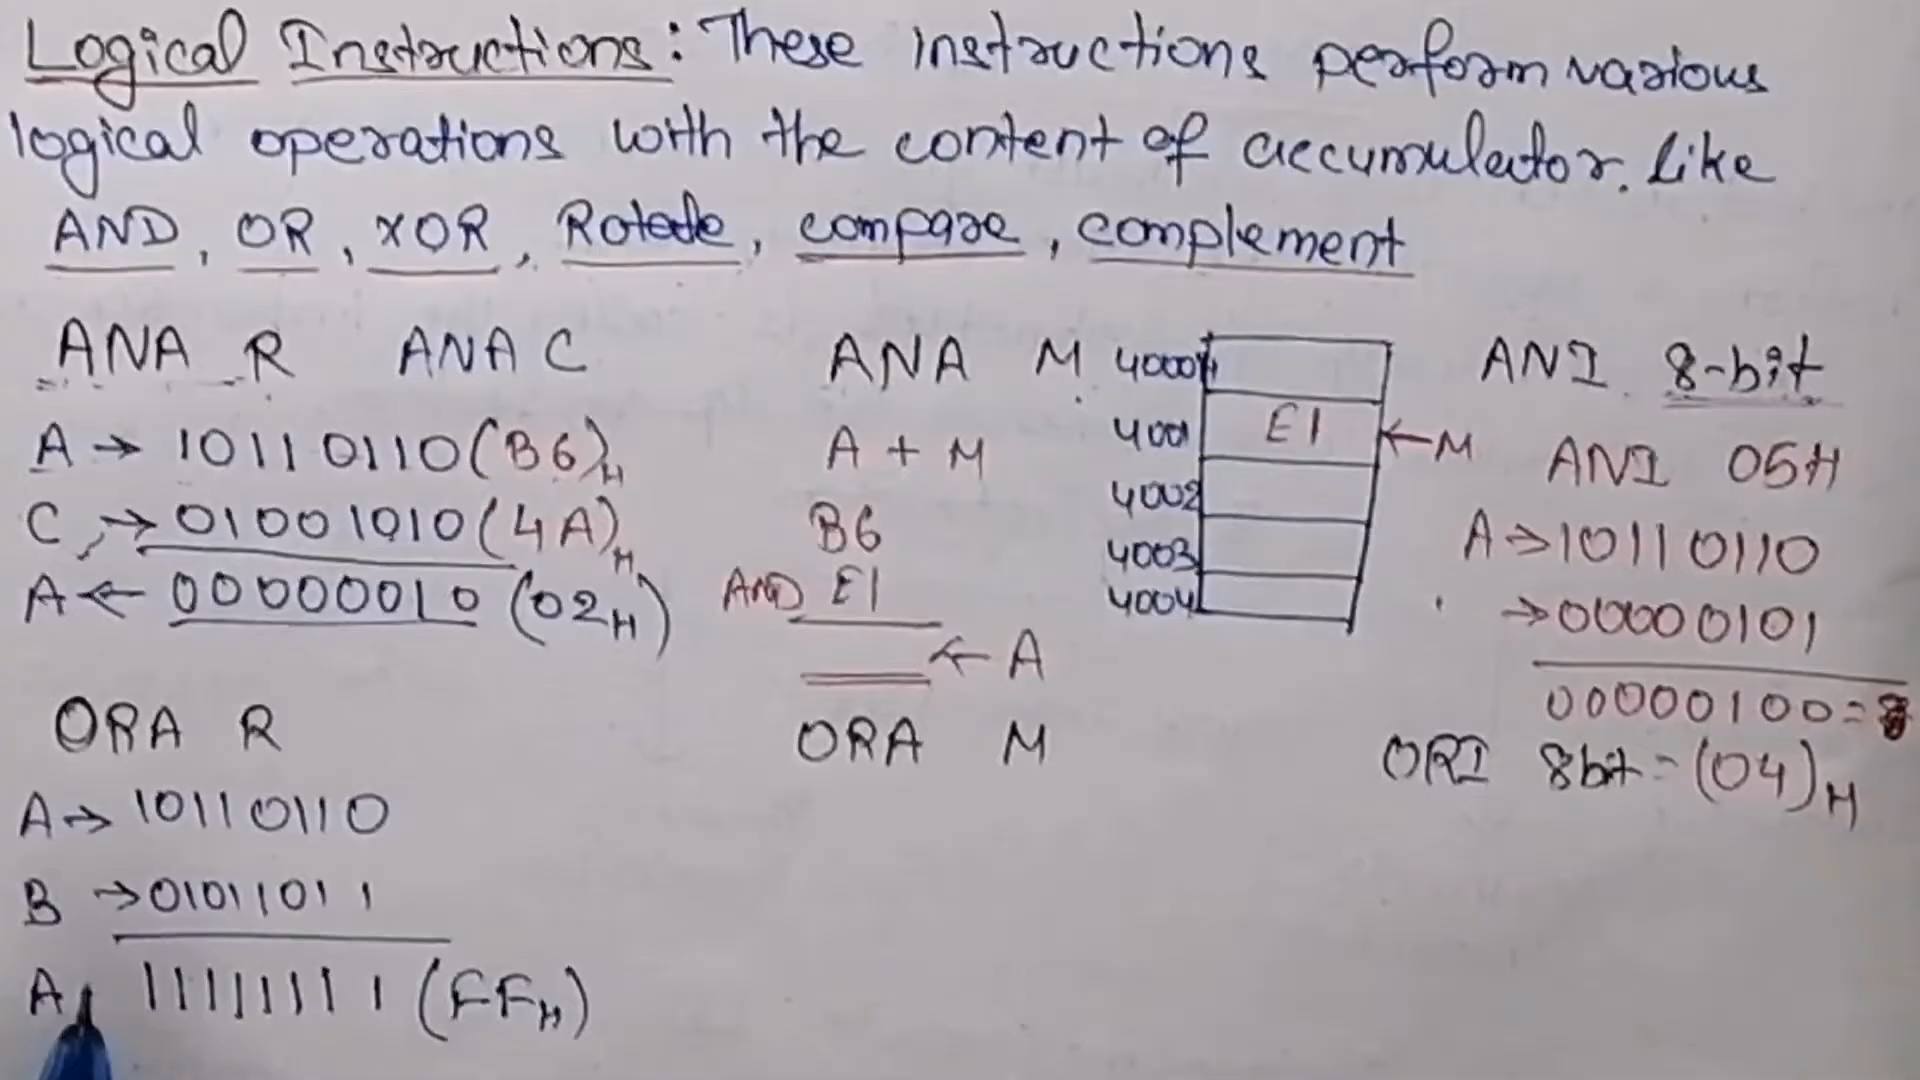 Logical Instructions: These instructions perform various
logical operations with the content of accumulator. like
AND, OR, XOR, Rotate, compare, complement
ANA R ANA C
A → 10110110(B6)H
C → 01001010(4A)H
A ← 00000010 (02H)
ORA R
A → 10110110
B → 01011011
A 11111111 (FFH)
ANA M
A + M
B6
AND E1
← A
ORA M
4000H
4001 E1 ← M
4002
4003
4004
ANI 8-bit
ANI 05H
A → 10110110
→ 00000101
00000100 =
ORI 8bit = (04)H